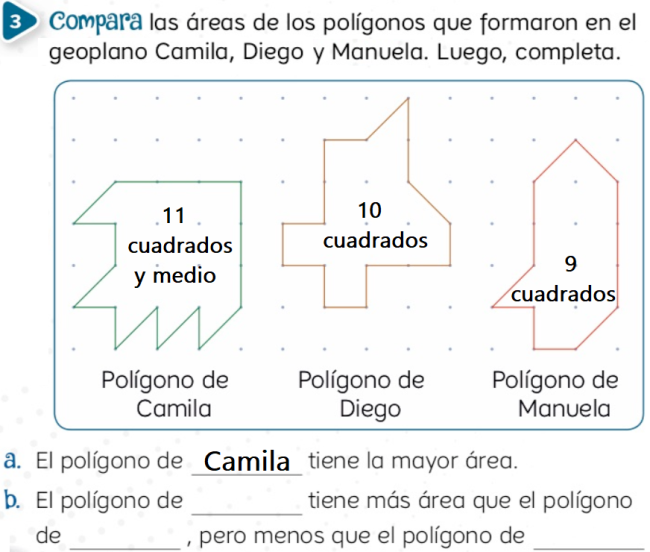 3 Compara las áreas de los polígonos que formaron en el
geoplano Camila, Diego y Manuela. Luego, completa.
11
cuadrados
y medio
10
cuadrados
9
cuadrados
Polígono de
Camila
Polígono de
Diego
Polígono de
Manuela
a. El polígono de Camila tiene la mayor área.
b. El polígono de ________ tiene más área que el polígono
de ________, pero menos que el polígono de ________